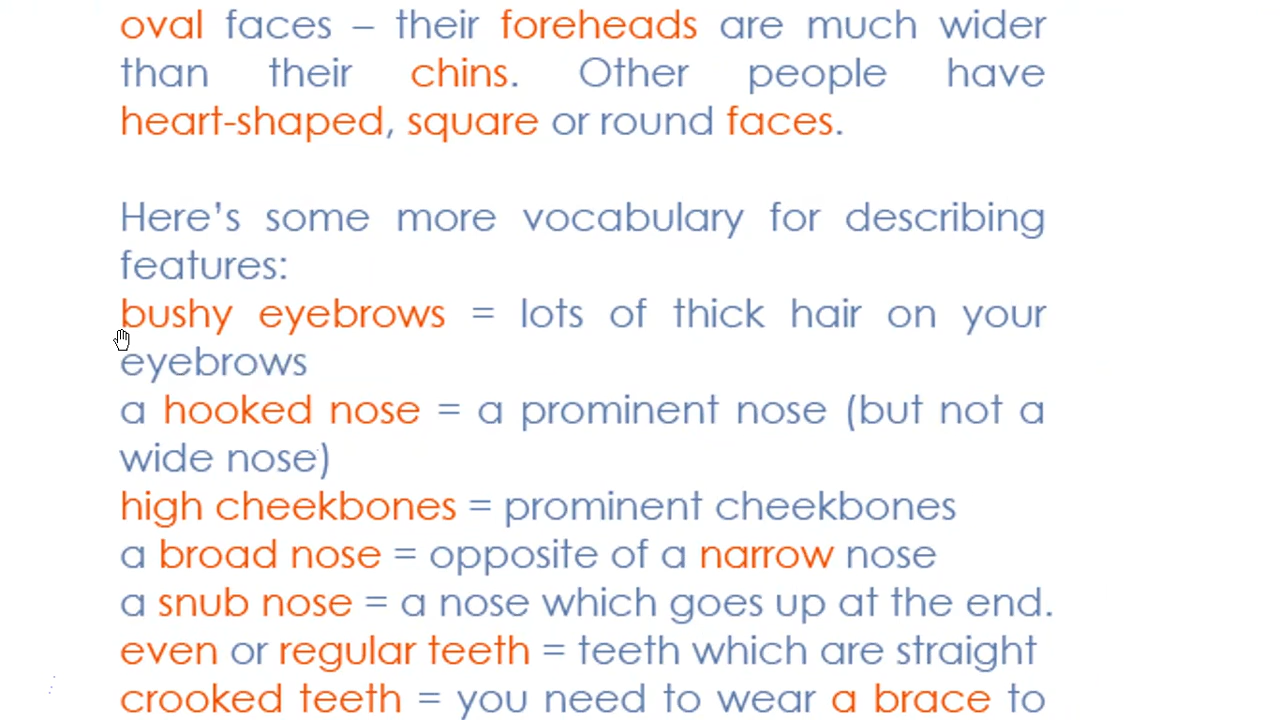 oval faces – their foreheads are much wider
than their chins. Other people have
heart-shaped, square or round faces.
Here's some more vocabulary for describing
features:
bushy eyebrows = lots of thick hair on your
eyebrows
a hooked nose = a prominent nose (but not a
wide nose)
high cheekbones = prominent cheekbones
a broad nose = opposite of a narrow nose
a snub nose = a nose which goes up at the end.
even or regular teeth = teeth which are straight
crooked teeth = you need to wear a brace to